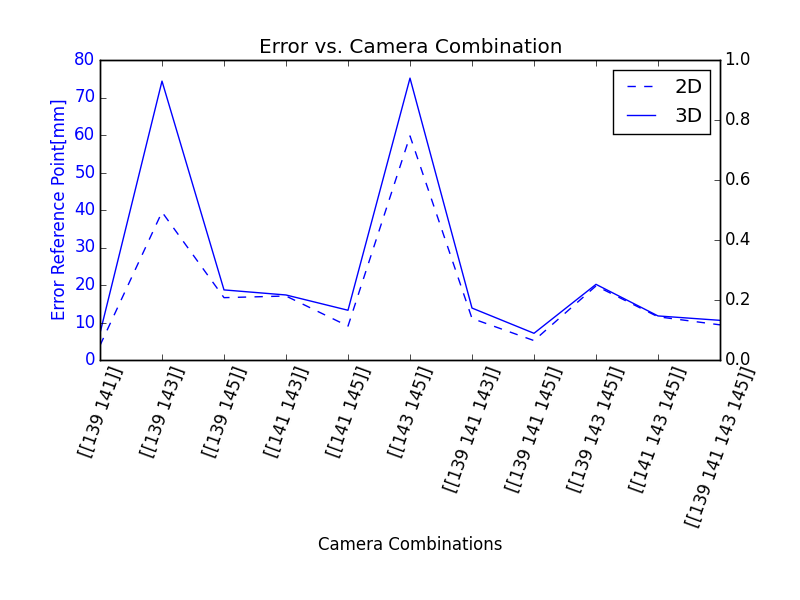 Error vs. Camera Combination
Error Reference Point[mm]
80
70
60
50
40
30
20
10
0
1.0
0.8
0.6
0.4
0.2
0.0
2D
3D
[[139 141]]
[[139 143]]
[[139 145]]
[[141 143]]
[[141 145]]
[[143 145]]
[[139 141 143]]
[[139 141 145]]
[[139 143 145]]
[[141 143 145]]
[[139 141 143 145]]
Camera Combinations